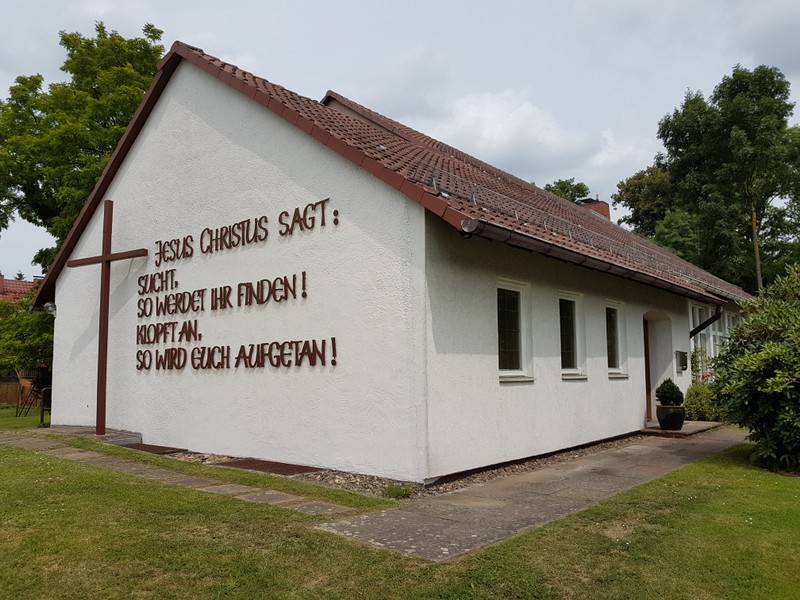 Jesus Christus sagt:
Sucht,
so werdet ihr finden!
Klopft an,
so wird euch aufgetan!